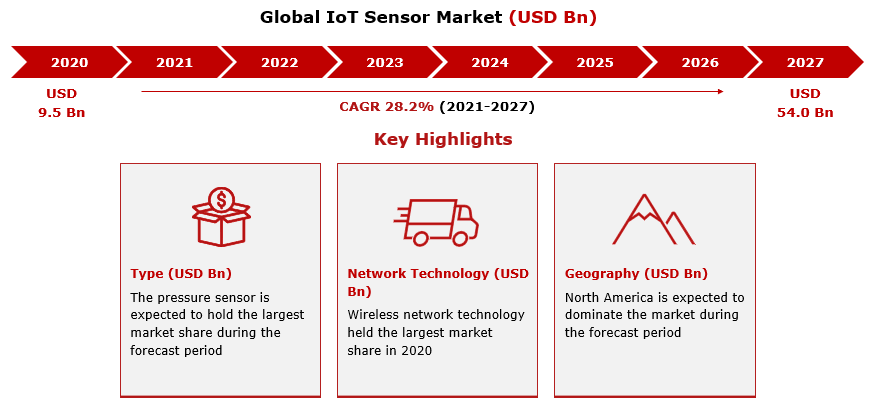 Global IoT Sensor Market (USD Bn)
2020 2021 2022 2023 2024 2025 2026 2027
USD
9.5 Bn
CAGR 28.2% (2021-2027)
USD
54.0 Bn
Key Highlights
$
Type (USD Bn)
The pressure sensor is
expected to hold the largest
market share during the
forecast period
Network Technology (USD
Bn)
Wireless network technology
held the largest market
share in 2020
Geography (USD Bn)
North America is expected to
dominate the market during
the forecast period